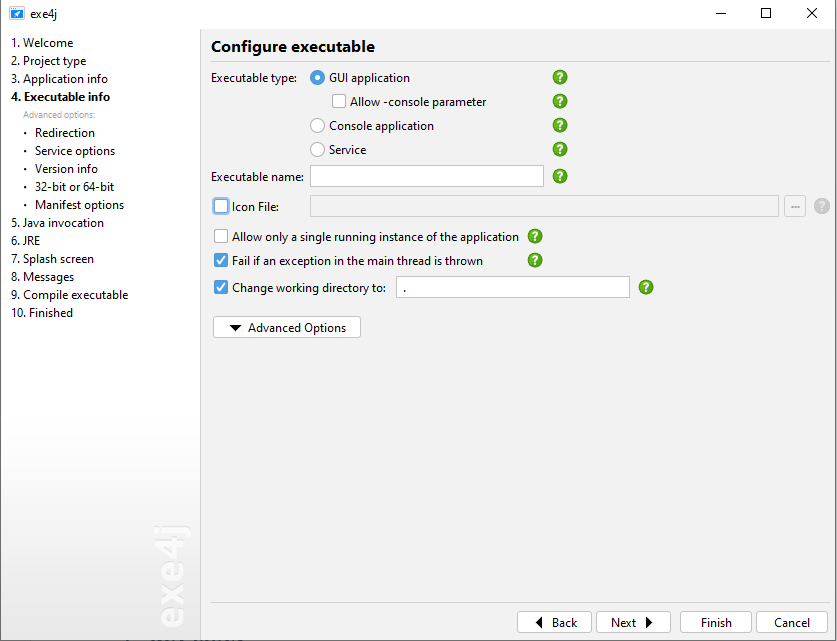 exe4j
1. Welcome
2. Project type
3. Application info
4. Executable info
Advanced options:
• Redirection
• Service options
• Version info
• 32-bit or 64-bit
• Manifest options
5. Java invocation
6. JRE
7. Splash screen
8. Messages
9. Compile executable
10. Finished
exe4j
Configure executable
Executable type: GUI application ?
Allow -console parameter ?
Console application ?
Service ?
Executable name: ?
Icon File: ... ?
Allow only a single running instance of the application ?
Fail if an exception in the main thread is thrown ?
Change working directory to: . ?
Advanced Options
Back Next Finish Cancel